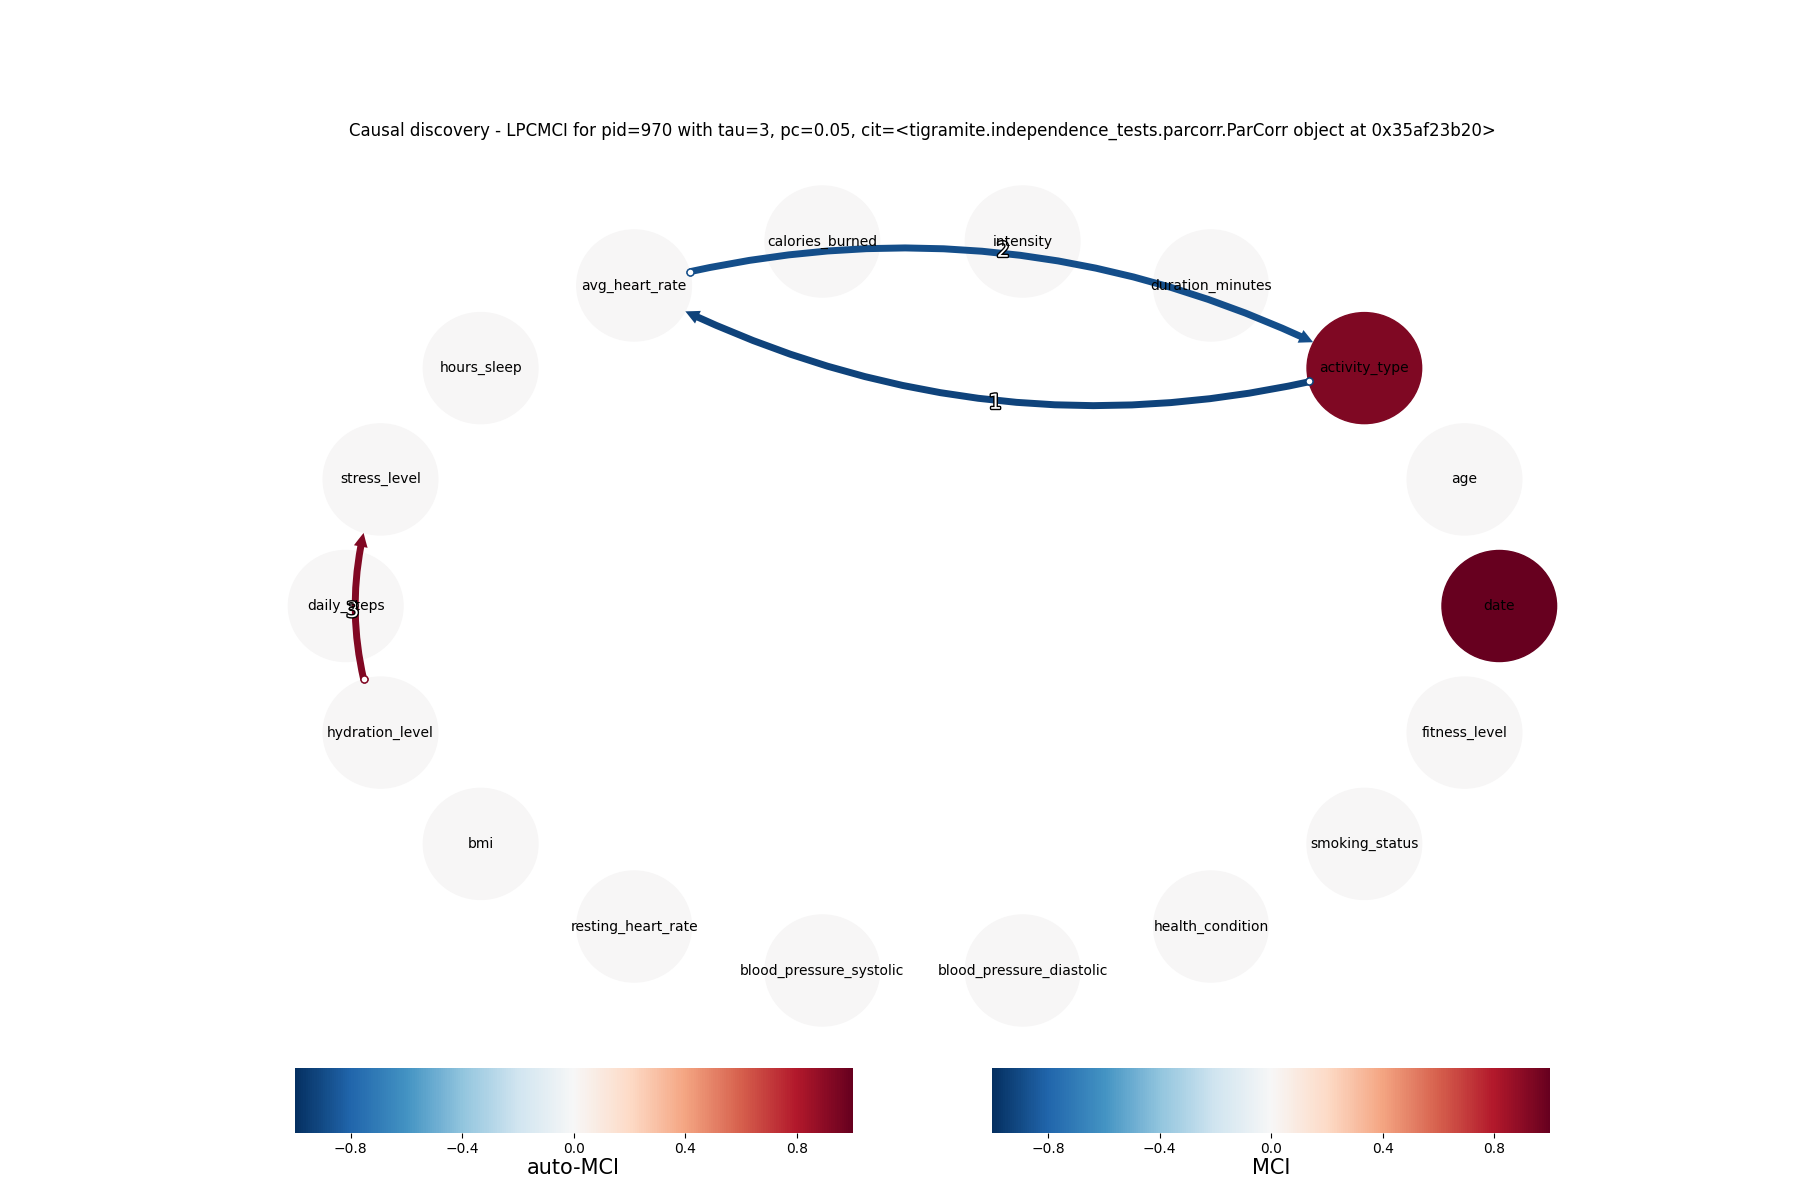 Causal discovery - LPCMCI for pid=970 with tau=3, pc=0.05, cit=<tigramite.independence_tests.parcorr.ParCorr object at 0x35af23b20>
calories_burned
intensity
2
avg_heart_rate
duration_minutes
hours_sleep
activity_type
1
stress_level
age
daily_steps
3
date
hydration_level
fitness_level
bmi
smoking_status
resting_heart_rate
health_condition
blood_pressure_systolic
blood_pressure_diastolic
−0.8 −0.4 0.0 0.4 0.8
auto-MCI
−0.8 −0.4 0.0 0.4 0.8
MCI